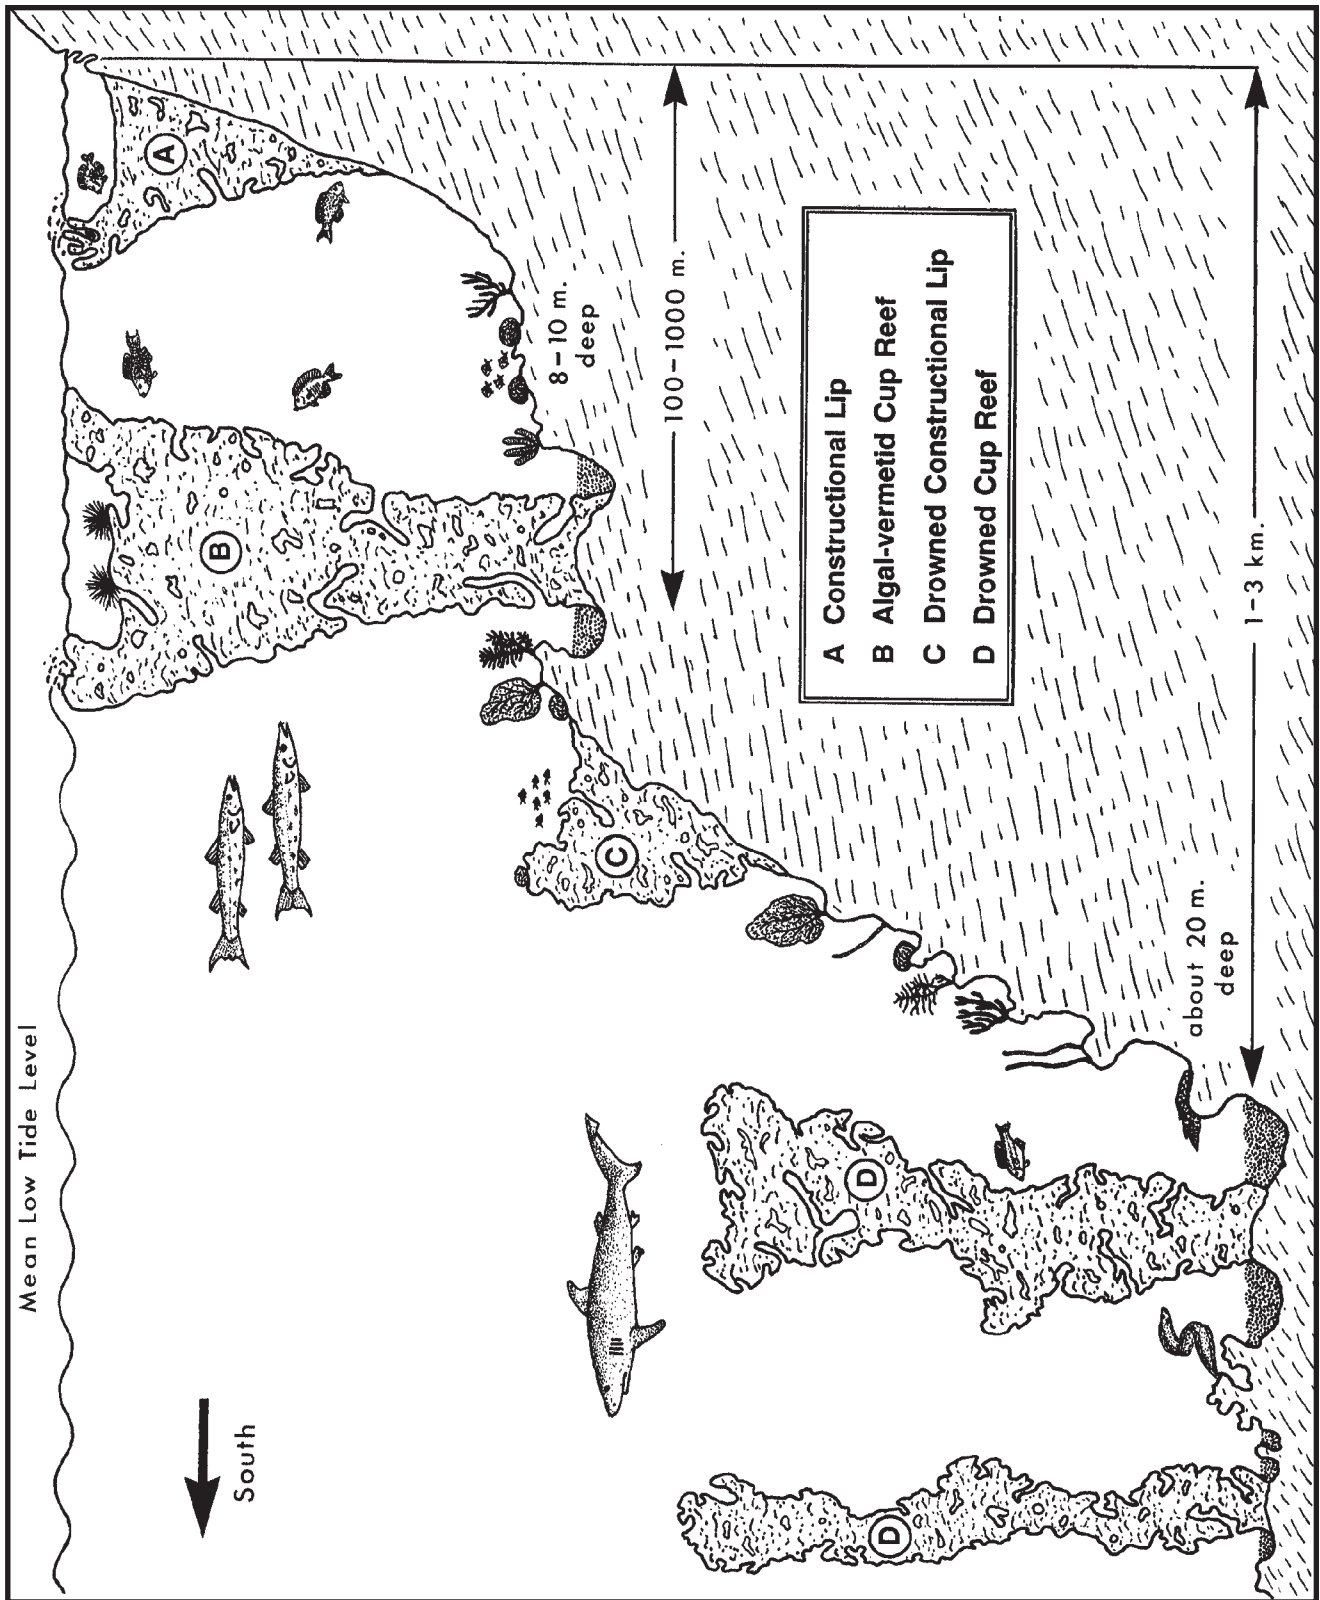 Mean Low Tide Level
South
A
B
C
D
D
8–10 m.
deep
100–1000 m.
A Constructional Lip
B Algal-vermetid Cup Reef
C Drowned Constructional Lip
D Drowned Cup Reef
about 20 m.
deep
1–3 km.